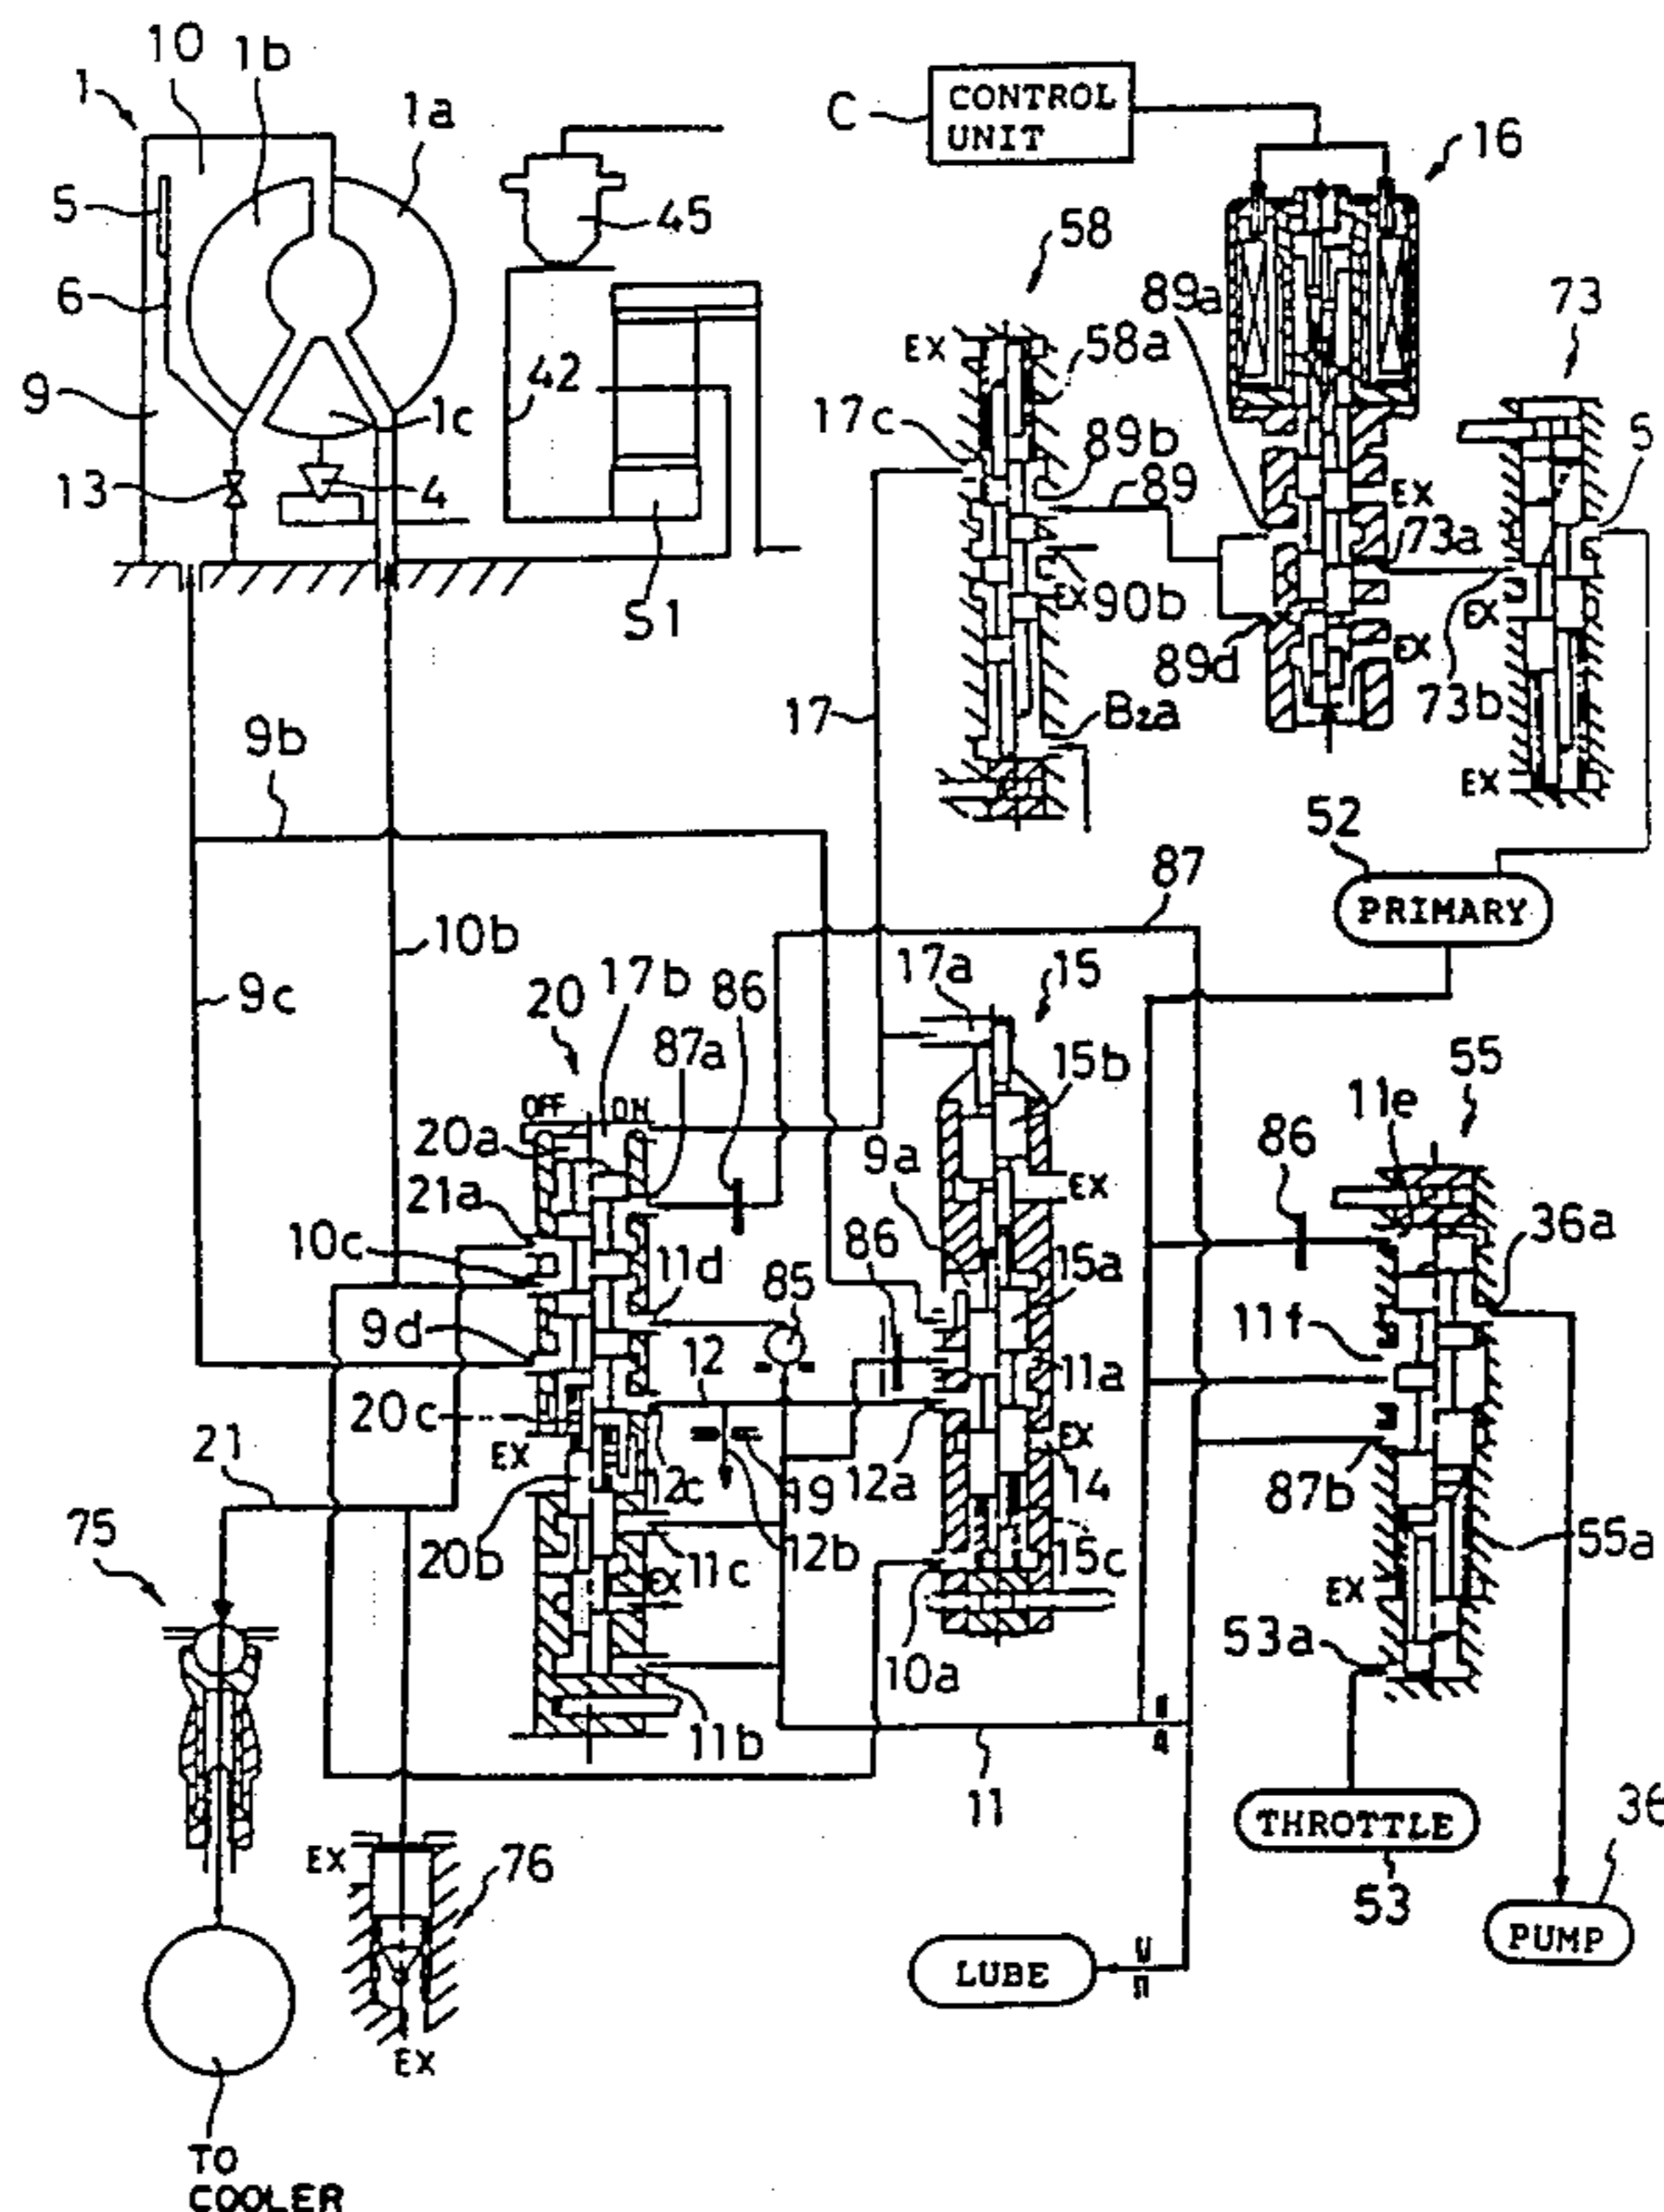 10
1b
1
1a
C
CONTROL
UNIT
16
5
45
58
89a
73
6
EX
58a
42
17c
9
1c
89b
89
EX
13
4
73a
5
S1
EX
90b
EX
89d
EX
73b
17
B2a
EX
9b
52
87
PRIMARY
10b
17a
15
9c
20
17b
86
87a
15b
55
11e
OFF
ON
20a
9a
86
EX
21a
36a
10c
11d
86
15a
85
9d
11f
12
11a
20c
EX
EX
21
12c
19
12a
14
87b
75
20b
12b
11c
15c
55a
EX
EX
53a
10a
11b
11
THROTTLE
36
EX
76
53
PUMP
LUBE
EX
TO
COOLER